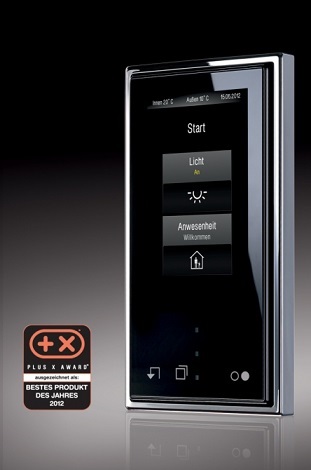 Innen 20° C Außen 10° C 15.05.2012
Start
Licht
An
Anwesenheit
Willkommen
PLUS X AWARD®
ausgezeichnet als:
BESTES PRODUKT
DES JAHRES
2012